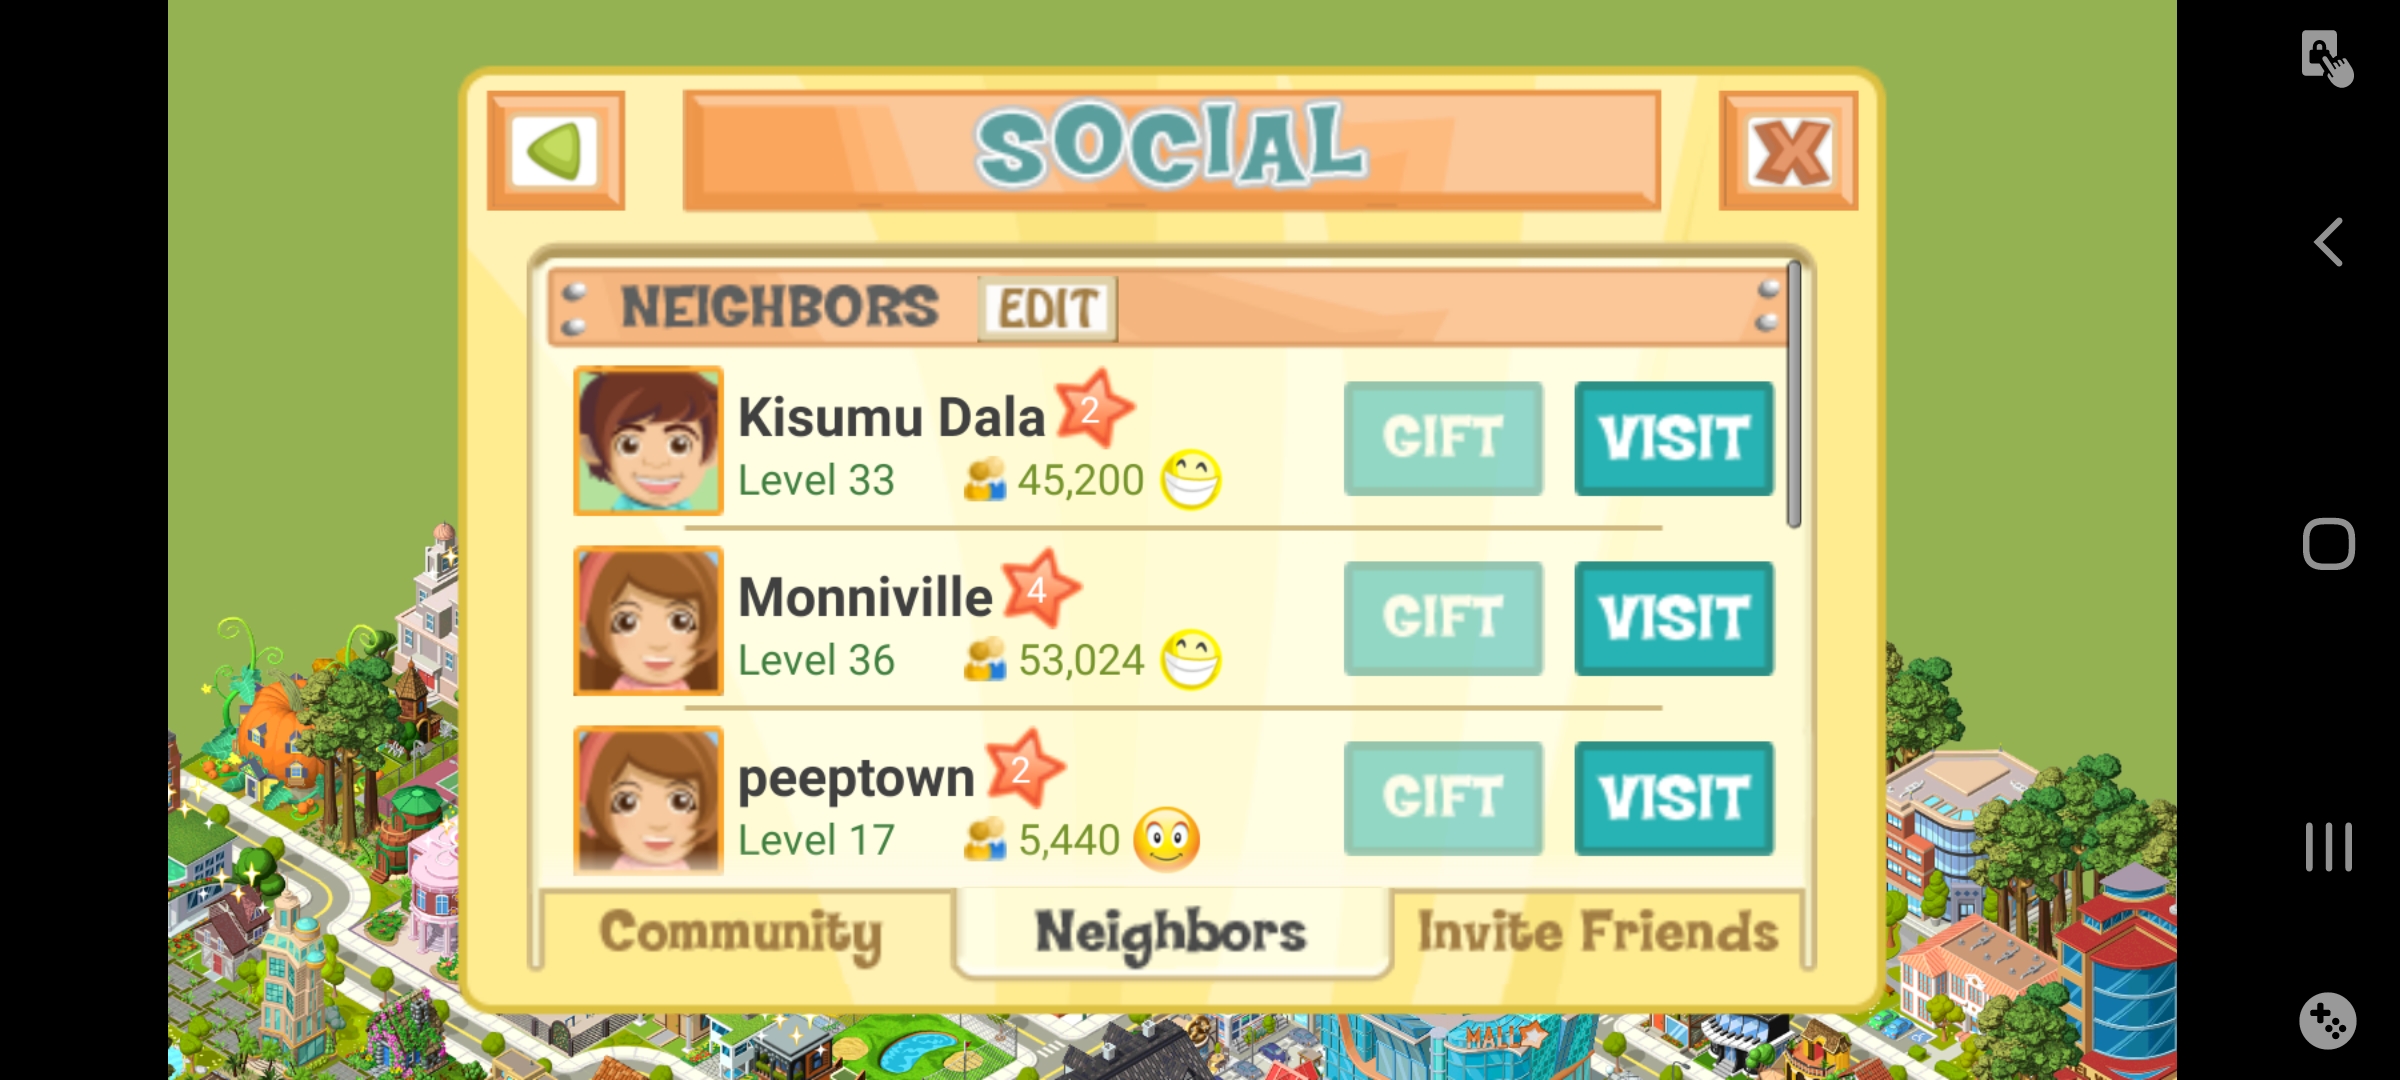 SOCIAL
NEIGHBORS EDIT
Kisumu Dala 2
Level 33 45,200
GIFT VISIT
Monniville 4
Level 36 53,024
GIFT VISIT
peeptown 2
Level 17 5,440
GIFT VISIT
Community Neighbors Invite Friends
MALL